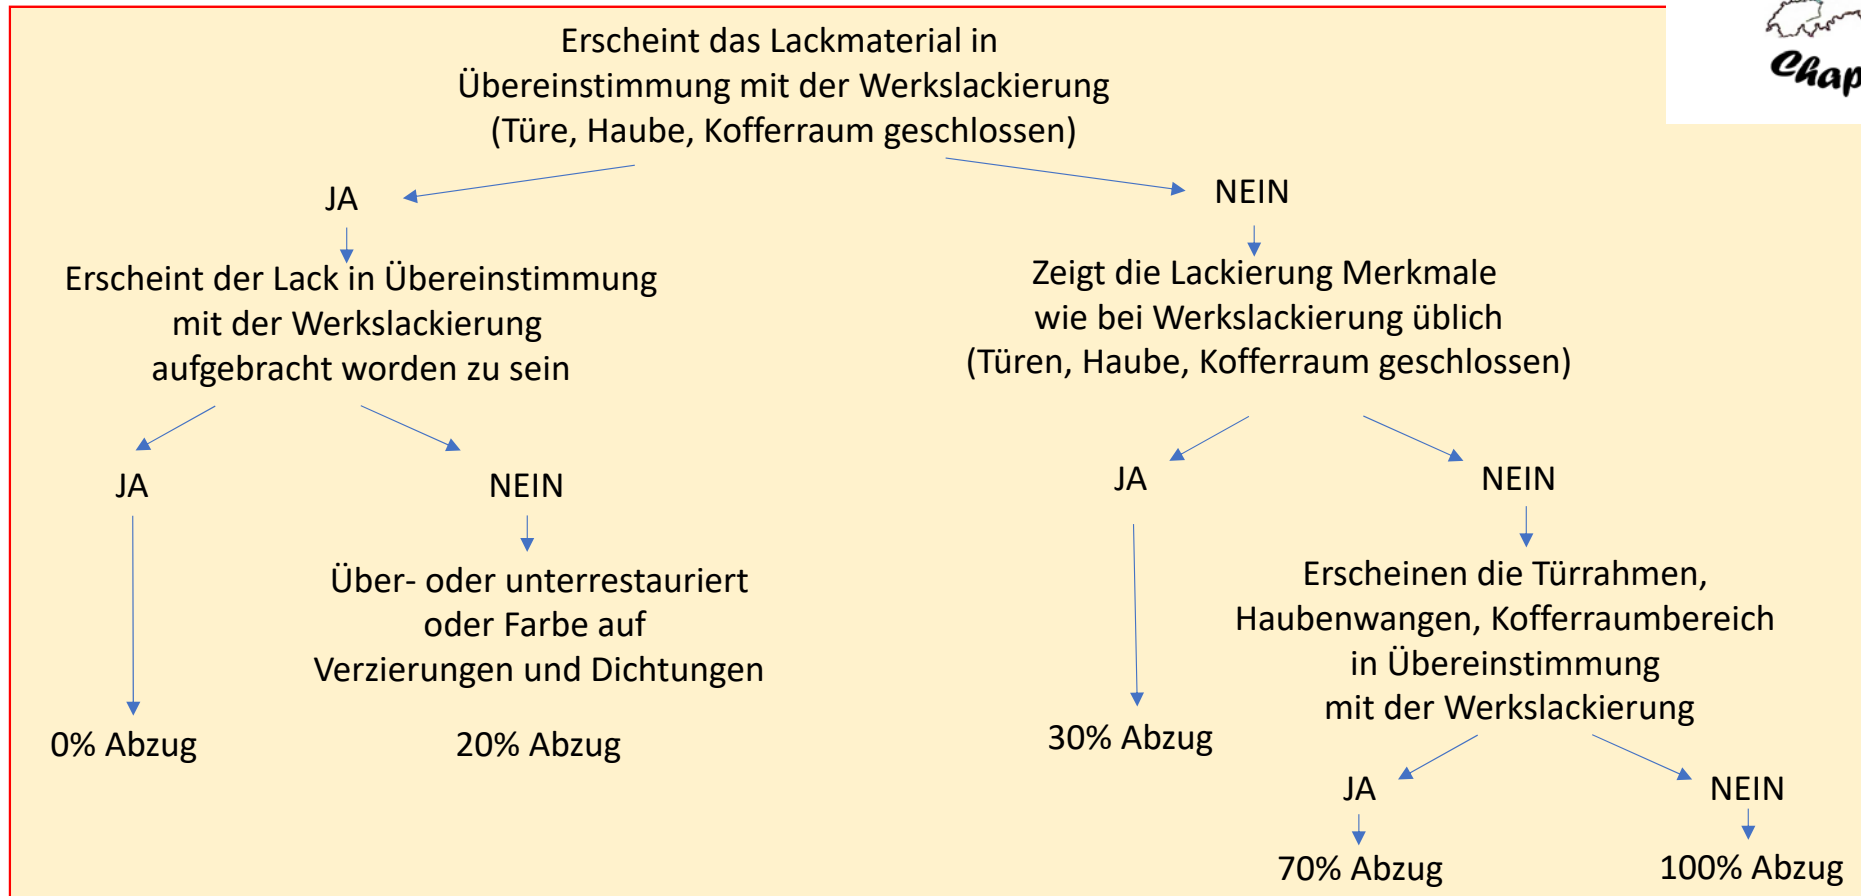 Erscheint das Lackmaterial in
Übereinstimmung mit der Werkslackierung
(Türe, Haube, Kofferraum geschlossen)
Chap
JA
NEIN
Erscheint der Lack in Übereinstimmung
mit der Werkslackierung
aufgebracht worden zu sein
Zeigt die Lackierung Merkmale
wie bei Werkslackierung üblich
(Türen, Haube, Kofferraum geschlossen)
JA
NEIN
JA
NEIN
Über- oder unterrestauriert
oder Farbe auf
Verzierungen und Dichtungen
Erscheinen die Türrahmen,
Haubenwangen, Kofferraumbereich
in Übereinstimmung
mit der Werkslackierung
0% Abzug
20% Abzug
30% Abzug
JA
NEIN
70% Abzug
100% Abzug